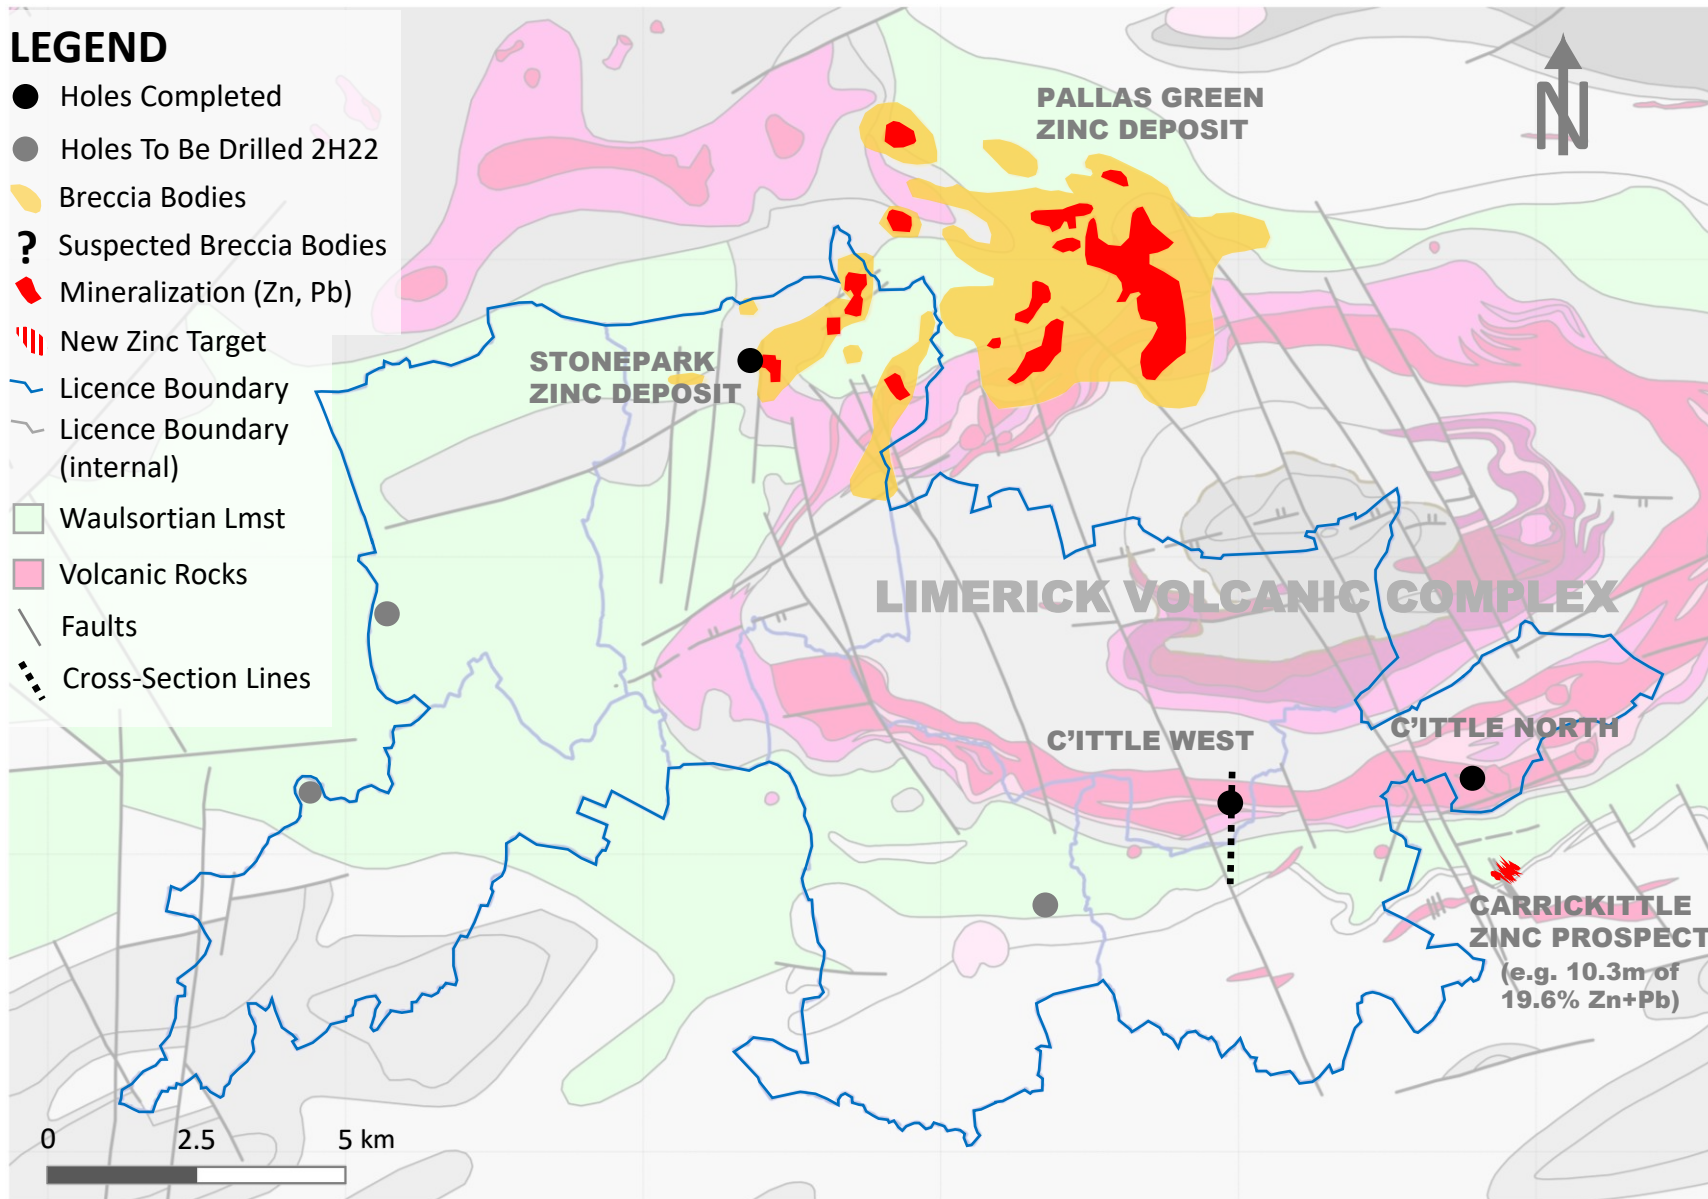 LEGEND
Holes Completed
Holes To Be Drilled 2H22
Breccia Bodies
? Suspected Breccia Bodies
Mineralization (Zn, Pb)
New Zinc Target
Licence Boundary
Licence Boundary
(internal)
Waulsortian Lmst
Volcanic Rocks
Faults
Cross-Section Lines
PALLAS GREEN
ZINC DEPOSIT
N
STONEPARK
ZINC DEPOSIT
LIMERICK VOLCANIC COMPLEX
C'ITTLE WEST
C'ITTLE NORTH
CARRICKITTLE
ZINC PROSPECT
(e.g. 10.3m of
19.6% Zn+Pb)
0 2.5 5 km